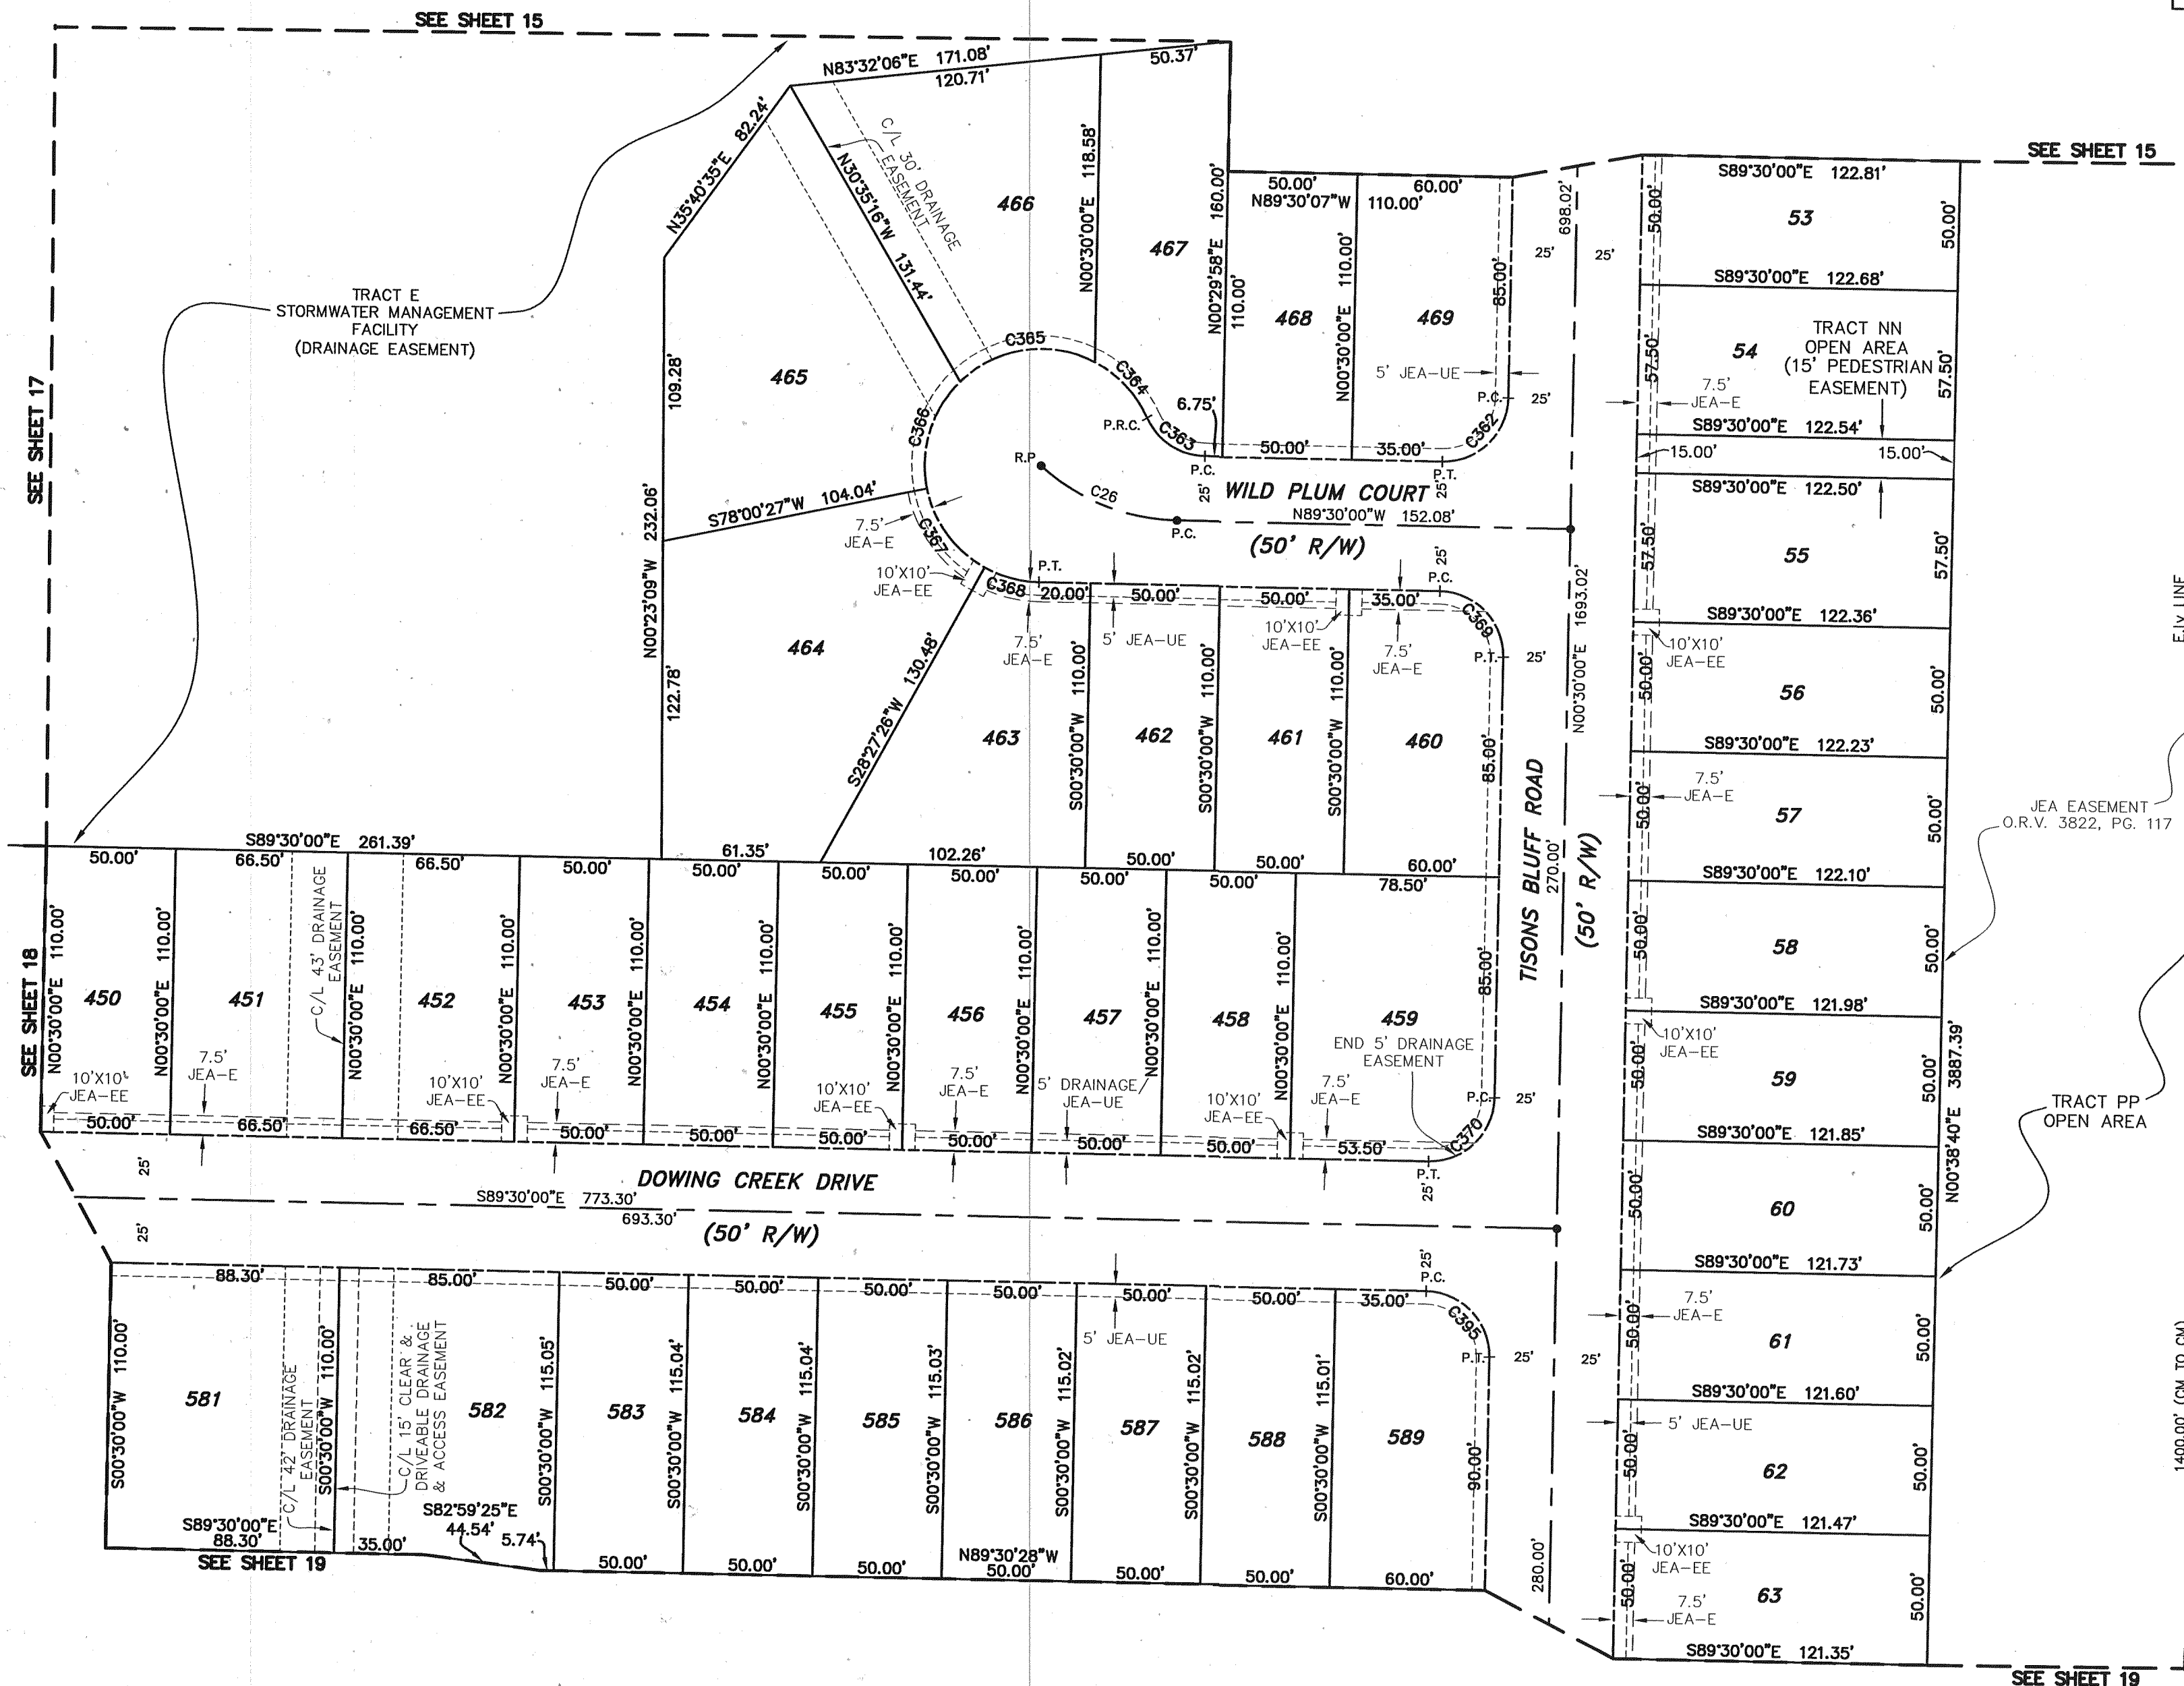 SEE SHEET 15
N83°32'06"E 171.08'
120.71'
50.37'
SEE SHEET 15
N35°40'35"E 82.24'
C/L 30' DRAINAGE
EASEMENT
N30°35'16"W 131.44'
466
N00°30'00"E 118.58'
467
N00°29'58"E 160.00'
110.00'
50.00'
60.00'
N89°30'07"W 110.00'
468
N00°30'00"E 110.00'
469
85.00'
5' JEA-UE
698.02'
25'
25'
TRACT E
STORMWATER MANAGEMENT
FACILITY
(DRAINAGE EASEMENT)
SEE SHEET 17
109.28'
465
C365
C364
C366
P.R.C.
C363
6.75'
P.C.
50.00'
35.00'
C362
P.C.
25'
P.T.
25'
25'
R.P
C26
P.C.
WILD PLUM COURT
N89°30'00"W 152.08'
(50' R/W)
S78°00'27"W 104.04'
N00°23'09"W 232.06'
7.5'
JEA-E
C367
10'X10'
JEA-EE
C368
P.T.
20.00'
50.00'
50.00'
35.00'
25'
P.C.
C369
P.T.
25'
464
122.78'
S28°27'26"W 130.48'
7.5'
JEA-E
5' JEA-UE
10'X10'
JEA-EE
7.5'
JEA-E
463
S00°30'00"W 110.00'
462
S00°30'00"W 110.00'
461
S00°30'00"W 110.00'
460
85.00'
N00°30'00"E 1693.02'
TISONS BLUFF ROAD
270.00'
(50' R/W)
S89°30'00"E 261.39'
50.00'
66.50'
66.50'
50.00'
61.35'
50.00'
50.00'
102.26'
50.00'
50.00'
50.00'
50.00'
50.00'
60.00'
78.50'
SEE SHEET 18
N00°30'00"E 110.00'
450
N00°30'00"E 110.00'
451
C/L 43' DRAINAGE
EASEMENT
N00°30'00"E 110.00'
452
N00°30'00"E 110.00'
453
N00°30'00"E 110.00'
454
N00°30'00"E 110.00'
455
N00°30'00"E 110.00'
456
N00°30'00"E 110.00'
457
N00°30'00"E 110.00'
458
N00°30'00"E 110.00'
459
85.00'
END 5' DRAINAGE
EASEMENT
10'X10'
JEA-EE
7.5'
JEA-E
10'X10'
JEA-EE
7.5'
JEA-E
10'X10'
JEA-EE
7.5'
JEA-E
5' DRAINAGE/
JEA-UE
10'X10'
JEA-EE
7.5'
JEA-E
P.C.
25'
C370
P.T.
25'
50.00'
66.50'
66.50'
50.00'
50.00'
50.00'
50.00'
50.00'
50.00'
53.50'
25'
DOWING CREEK DRIVE
S89°30'00"E 773.30'
693.30'
(50' R/W)
25'
88.30'
85.00'
50.00'
50.00'
50.00'
50.00'
50.00'
50.00'
35.00'
25'
P.C.
C395
P.T.
25'
25'
5' JEA-UE
S00°30'00"W 110.00'
581
C/L 42' DRAINAGE
EASEMENT
S00°30'00"W 110.00'
C/L 15' CLEAR &
DRIVEABLE DRAINAGE
& ACCESS EASEMENT
582
S00°30'00"W 115.05'
583
S00°30'00"W 115.04'
584
S00°30'00"W 115.04'
585
S00°30'00"W 115.03'
586
S00°30'00"W 115.02'
587
S00°30'00"W 115.02'
588
S00°30'00"W 115.01'
589
90.00'
280.00'
S89°30'00"E
88.30'
SEE SHEET 19
35.00'
S82°59'25"E
44.54'
5.74'
50.00'
50.00'
50.00'
N89°30'28"W
50.00'
50.00'
50.00'
60.00'
S89°30'00"E 122.81'
50.00'
53
50.00'
S89°30'00"E 122.68'
57.50'
54
TRACT NN
OPEN AREA
(15' PEDESTRIAN
EASEMENT)
57.50'
7.5'
JEA-E
S89°30'00"E 122.54'
15.00'
15.00'
S89°30'00"E 122.50'
57.50'
55
57.50'
S89°30'00"E 122.36'
10'X10'
JEA-EE
50.00'
56
50.00'
S89°30'00"E 122.23'
7.5'
JEA-E
50.00'
57
50.00'
S89°30'00"E 122.10'
50.00'
58
50.00'
S89°30'00"E 121.98'
10'X10'
JEA-EE
50.00'
59
50.00'
S89°30'00"E 121.85'
N00°38'40"E 3887.39'
50.00'
60
50.00'
S89°30'00"E 121.73'
7.5'
JEA-E
50.00'
61
50.00'
S89°30'00"E 121.60'
5' JEA-UE
50.00'
62
50.00'
S89°30'00"E 121.47'
10'X10'
JEA-EE
50.00'
63
50.00'
7.5'
JEA-E
S89°30'00"E 121.35'
SEE SHEET 19
JEA EASEMENT
O.R.V. 3822, PG. 117
TRACT PP
OPEN AREA
E.ly LINE
1400.00' (CM TO CM)